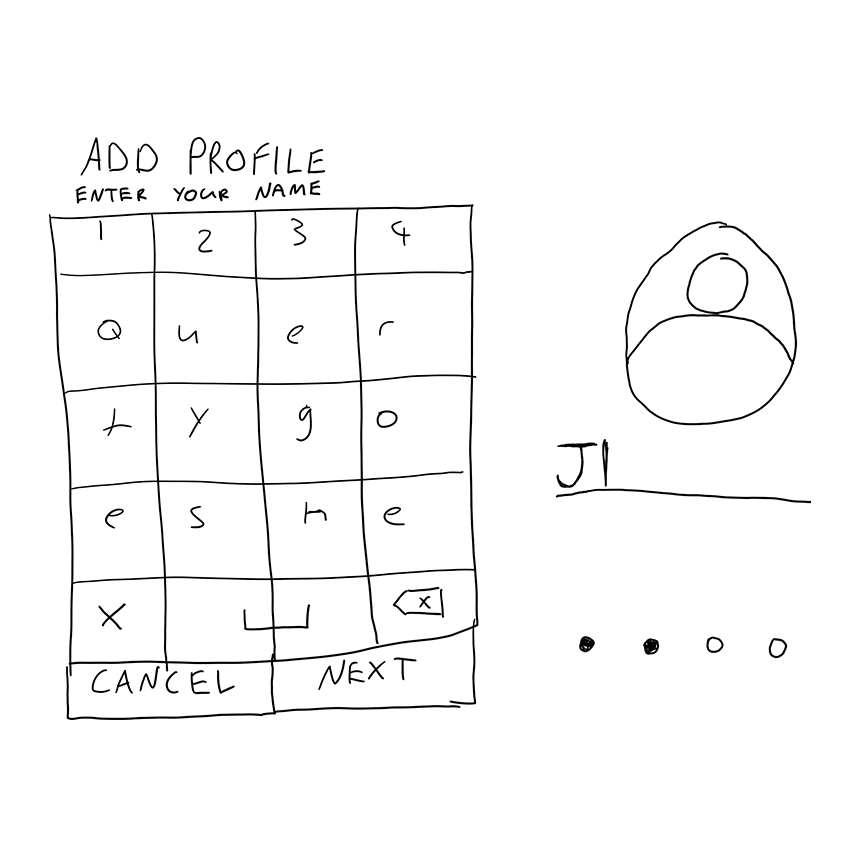 ADD PROFILE
ENTER YOUR NAME
1 2 3 4
Q u e r
t y g o
e s h e
X
x
CANCEL NEXT
J